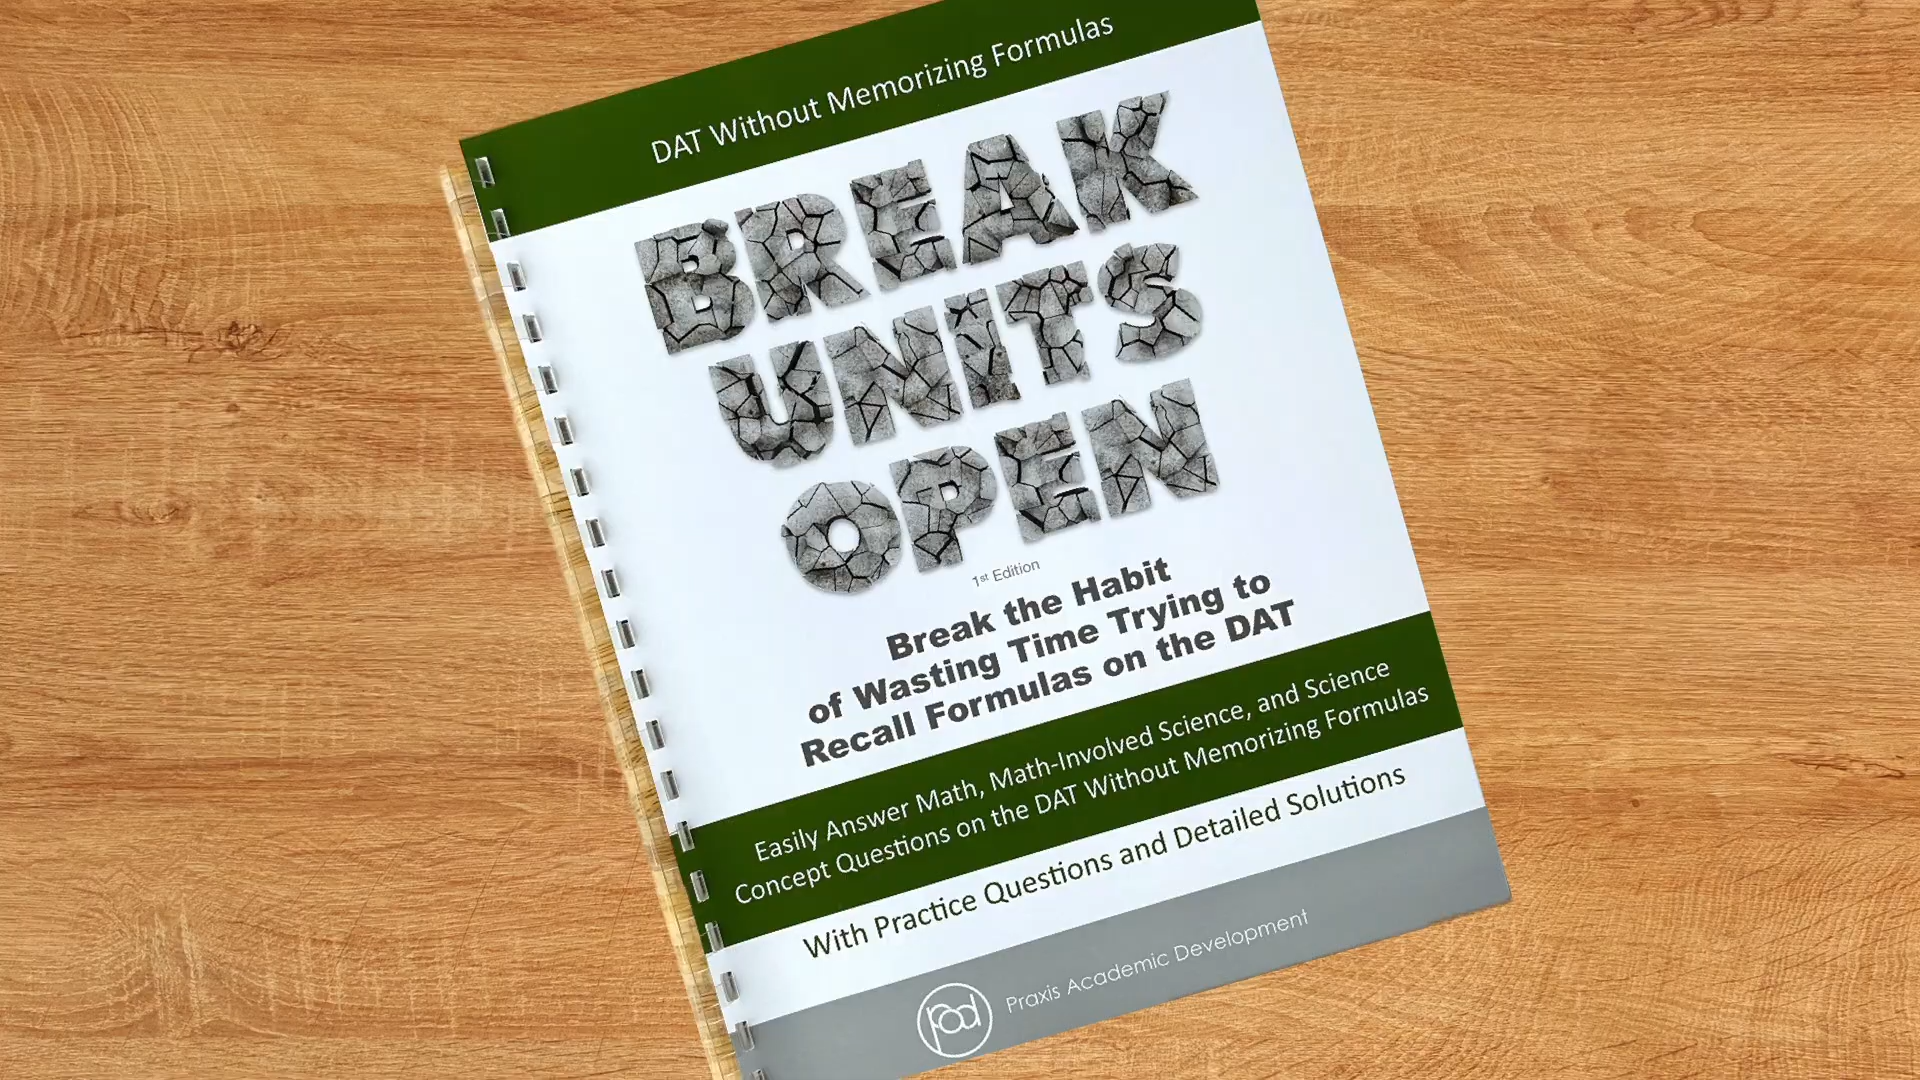 DAT Without Memorizing Formulas
BREAK
UNITS
OPEN
1st Edition
Break the Habit
of Wasting Time Trying to
Recall Formulas on the DAT
Easily Answer Math, Math-Involved Science, and Science
Concept Questions on the DAT Without Memorizing Formulas
With Practice Questions and Detailed Solutions
pad Praxis Academic Development